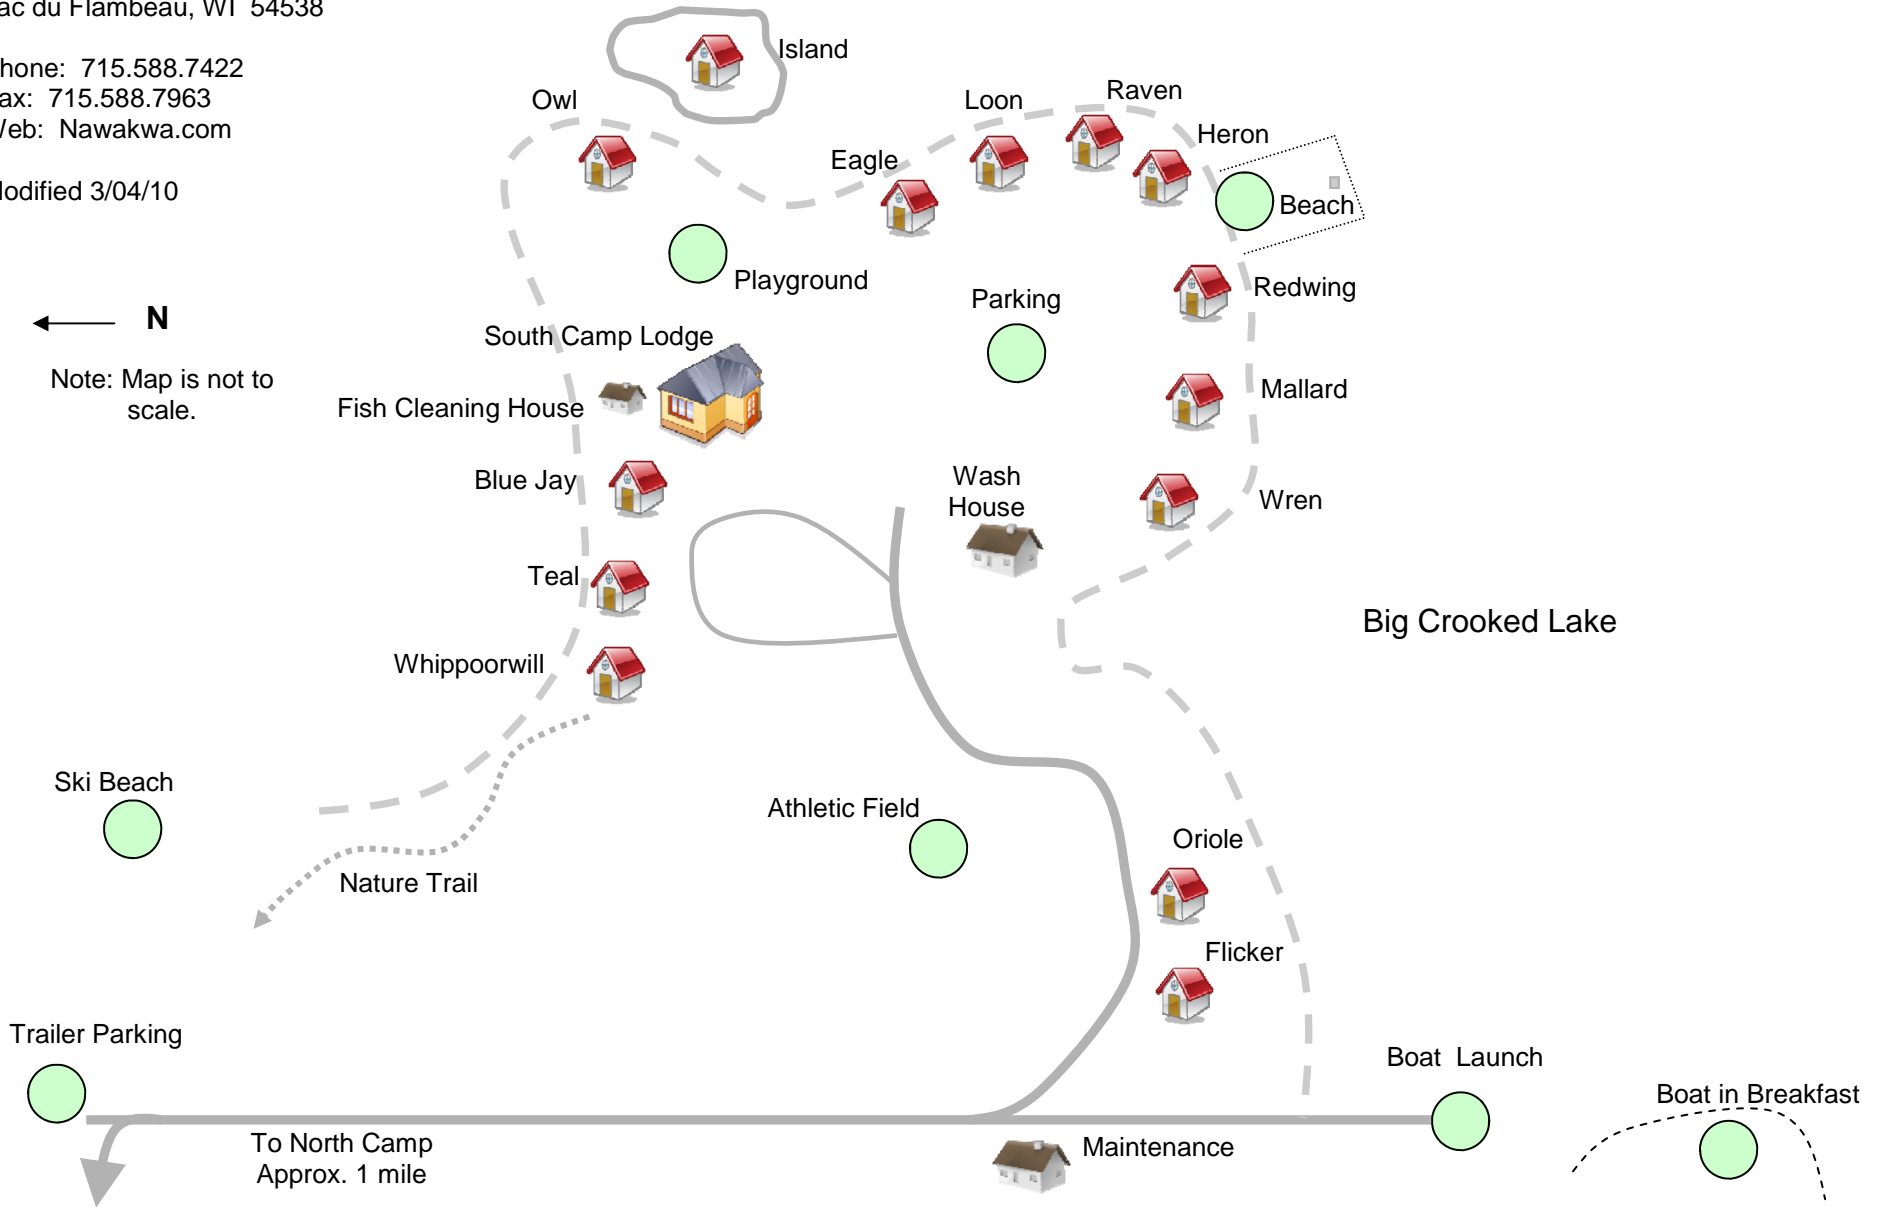 ac du Flambeau, WI 54538
hone: 715.588.7422
ax: 715.588.7963
Web: Nawakwa.com
Modified 3/04/10
Island
Owl
Loon
Raven
Heron
Eagle
Beach
Playground
Redwing
Parking
N
South Camp Lodge
Note: Map is not to
scale.
Fish Cleaning House
Mallard
Blue Jay
Wash
House
Wren
Teal
Big Crooked Lake
Whippoorwill
Ski Beach
Athletic Field
Oriole
Nature Trail
Flicker
Trailer Parking
Boat Launch
Boat in Breakfast
To North Camp
Approx. 1 mile
Maintenance